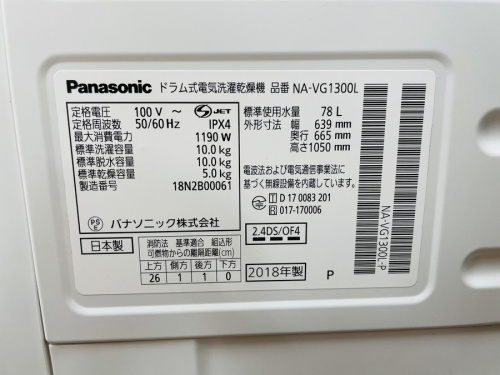 Panasonic ドラム式電気洗濯乾燥機 品番 NA-VG1300L
定格電圧 100 V ~
定格周波数 50/60 Hz
最大消費電力 1190 W
標準洗濯容量 10.0 kg
標準脱水容量 10.0 kg
標準乾燥容量 5.0 kg
製造番号 18N2B00061
S JET
IPX4
PS E パナソニック株式会社
日本製
消防法 基準適合 組込形
可燃物からの離隔距離(cm)
上方 側方 後方 下方
26 1 1 0
標準使用水量 78 L
外形寸法 幅 639 mm
奥行 665 mm
高さ 1050 mm
電波法および電気通信事業法に
基づく無線設備を内蔵しています。
D 17 0083 201
017-170006
2.4DS/OF4
2018年製 P
NA-VG1300L-P